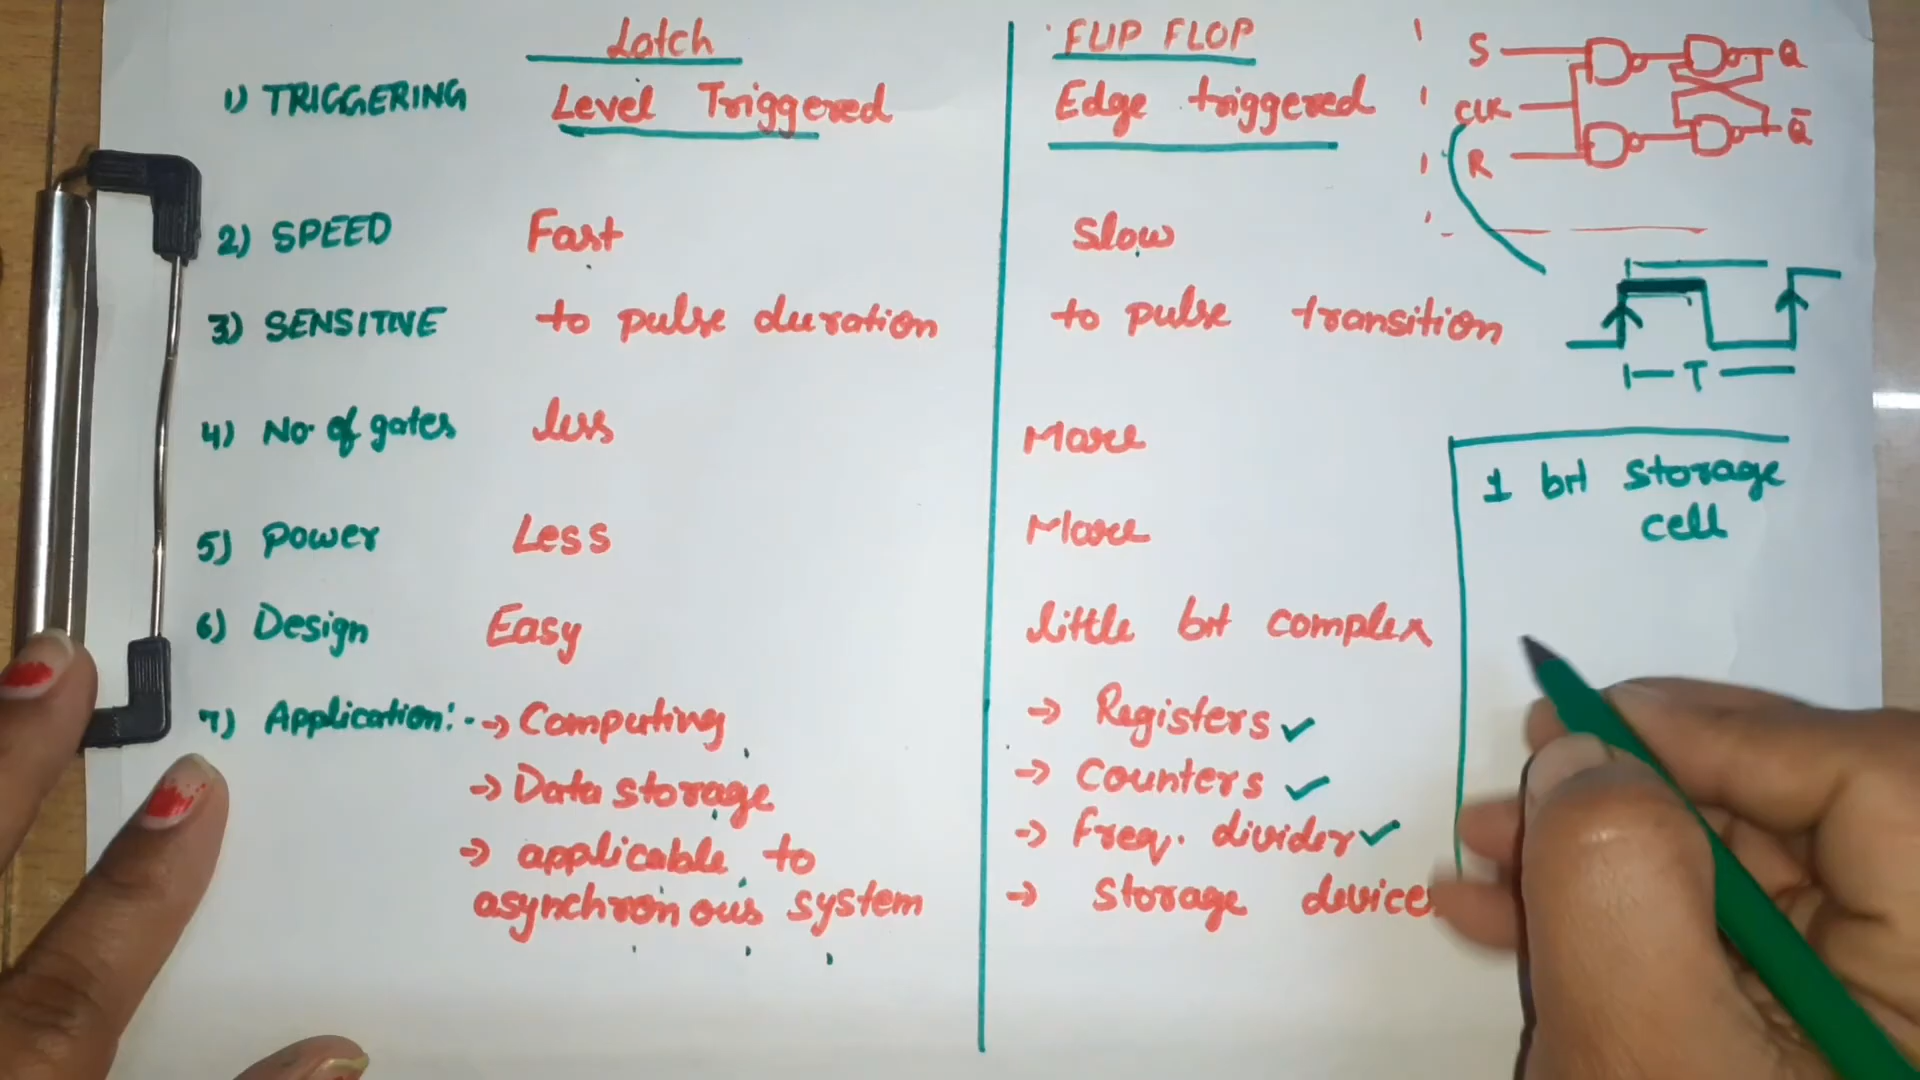 Latch FLIP FLOP
1) TRIGGERING Level Triggered Edge triggered
2) SPEED Fast Slow
3) SENSITIVE to pulse duration to pulse transition
4) No. of gates less More
5) Power Less More
6) Design Easy little bit complex
7) Application:- → Computing → Registers ✓
→ Data storage → Counters ✓
→ applicable to → Freq. divider ✓
asynchronous system → Storage devices
S Q
CLK
R Q̄
T
1 bit storage
cell